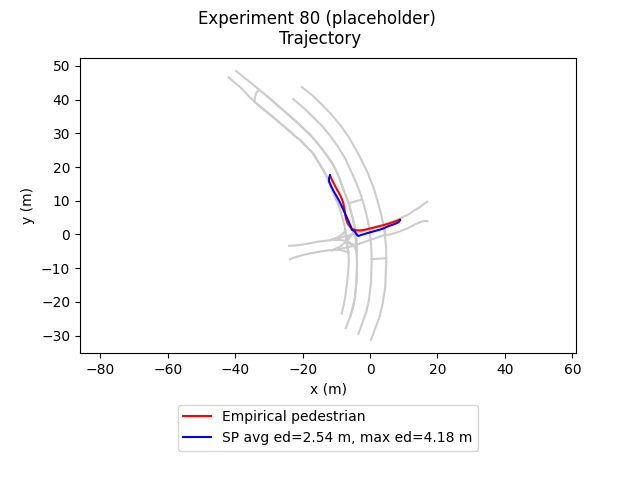 Experiment 80 (placeholder)
Trajectory
50
40
30
20
10
0
−10
−20
−30
y (m)
−80 −60 −40 −20 0 20 40 60
x (m)
Empirical pedestrian
SP avg ed=2.54 m, max ed=4.18 m